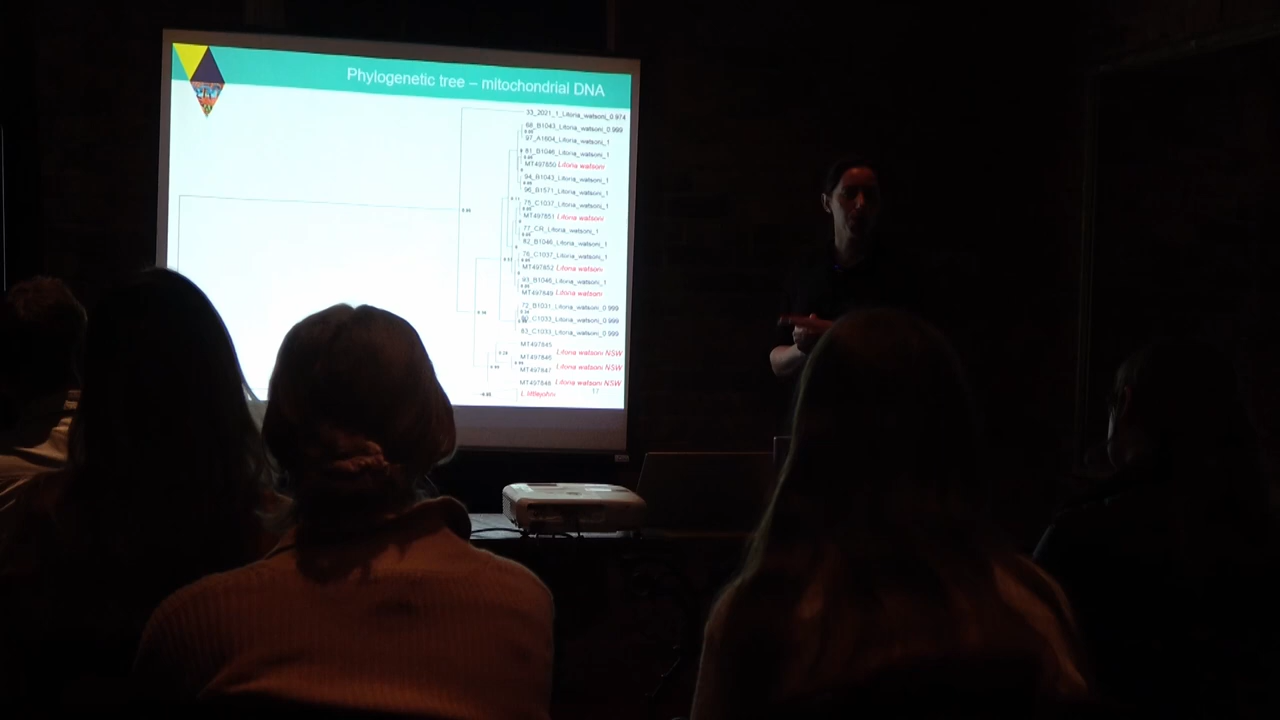 Phylogenetic tree – mitochondrial DNA
33_2021_1_Litoria_watsoni_0.974
68_B1043_Litoria_watsoni_0.999
97_A1604_Litoria_watsoni_1
81_B1046_Litoria_watsoni_1
MT497850 Litoria watsoni
94_B1043_Litoria_watsoni_1
96_B1571_Litoria_watsoni_1
75_C1037_Litoria_watsoni_1
MT497851 Litoria watsoni
77_CR_Litoria_watsoni_1
82_B1046_Litoria_watsoni_1
76_C1037_Litoria_watsoni_1
MT497852 Litoria watsoni
93_B1046_Litoria_watsoni_1
MT497849 Litoria watsoni
72_B1031_Litoria_watsoni_0.999
C1033_Litoria_watsoni_0.999
83_C1033_Litoria_watsoni_0.999
MT497845
Litoria watsoni NSW
MT497846
MT497847 Litoria watsoni NSW
MT497848 Litoria watsoni NSW
L. littlejohni
17